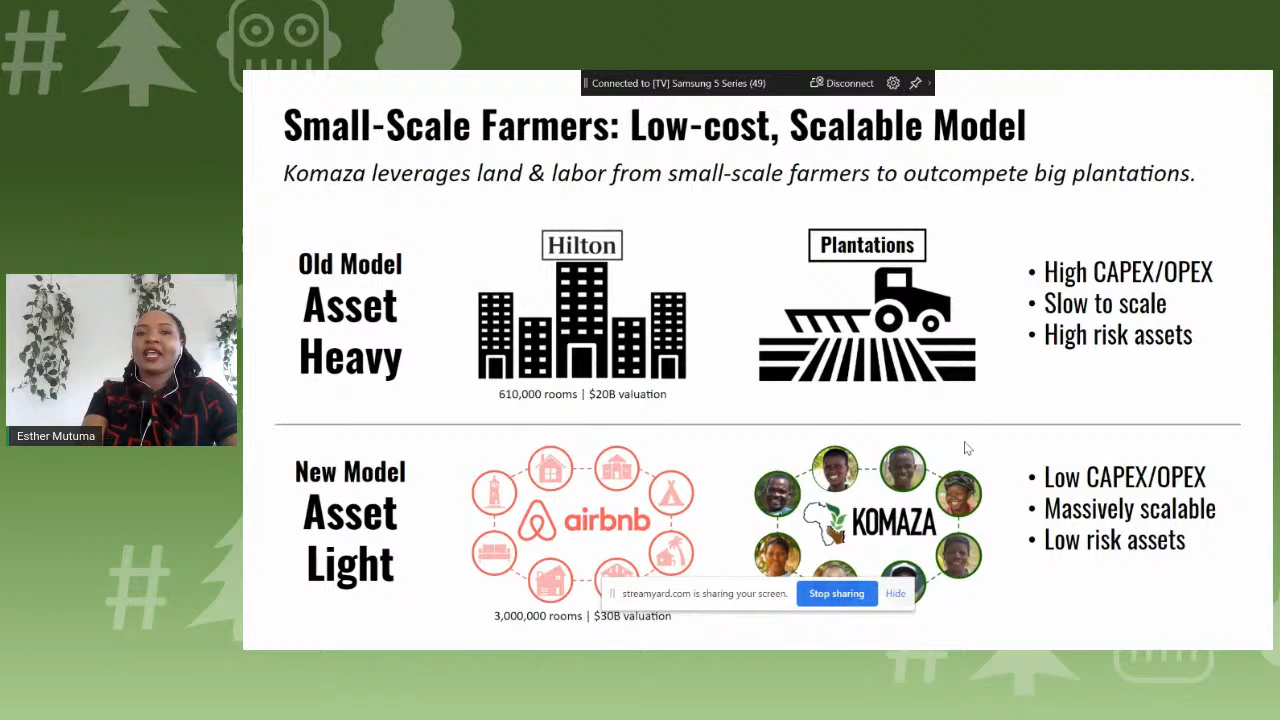 Connected to [TV] Samsung 5 Series (49)
Disconnect
Small-Scale Farmers: Low-cost, Scalable Model
Komaza leverages land & labor from small-scale farmers to outcompete big plantations.
Old Model
Asset
Heavy
Hilton
610,000 rooms | $20B valuation
Plantations
• High CAPEX/OPEX
• Slow to scale
• High risk assets
Esther Mutuma
New Model
Asset
Light
airbnb
3,000,000 rooms | $30B valuation
KOMAZA
• Low CAPEX/OPEX
• Massively scalable
• Low risk assets
streamyard.com is sharing your screen.
Stop sharing
Hide